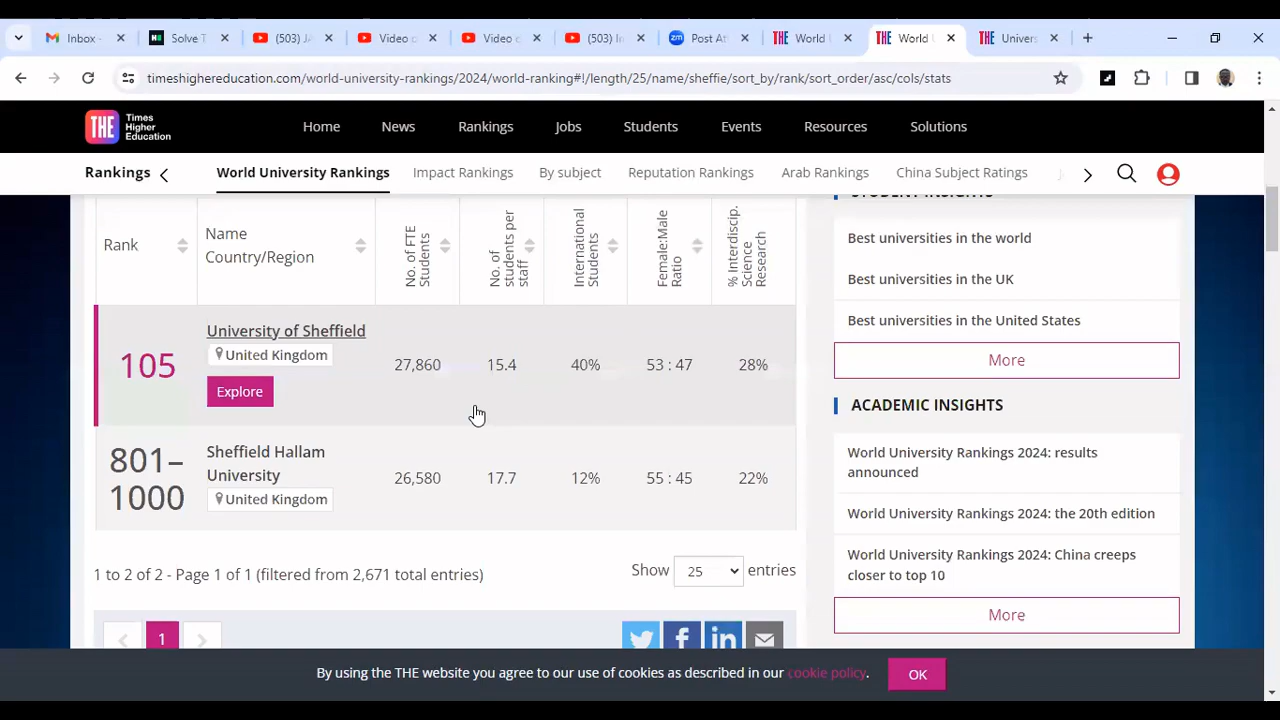 Inbox -
Solve T
(503) JA
Video o
Video o
(503) In
Post At
World U
World U
Univers
timeshighereducation.com/world-university-rankings/2024/world-ranking#!/length/25/name/sheffie/sort_by/rank/sort_order/asc/cols/stats
THE
Times
Higher
Education
Home
News
Rankings
Jobs
Students
Events
Resources
Solutions
Rankings
World University Rankings
Impact Rankings
By subject
Reputation Rankings
Arab Rankings
China Subject Ratings
Rank
Name
Country/Region
No. of FTE
Students
No. of
students per
staff
International
Students
Female:Male
Ratio
% Interdiscip.
Science
Research
105
University of Sheffield
United Kingdom
Explore
27,860
15.4
40%
53 : 47
28%
801–
1000
Sheffield Hallam
University
United Kingdom
26,580
17.7
12%
55 : 45
22%
1 to 2 of 2 - Page 1 of 1 (filtered from 2,671 total entries)
Show 25 entries
1
STUDENT INSIGHTS
Best universities in the world
Best universities in the UK
Best universities in the United States
More
ACADEMIC INSIGHTS
World University Rankings 2024: results
announced
World University Rankings 2024: the 20th edition
World University Rankings 2024: China creeps
closer to top 10
More
By using the THE website you agree to our use of cookies as described in our cookie policy.
OK